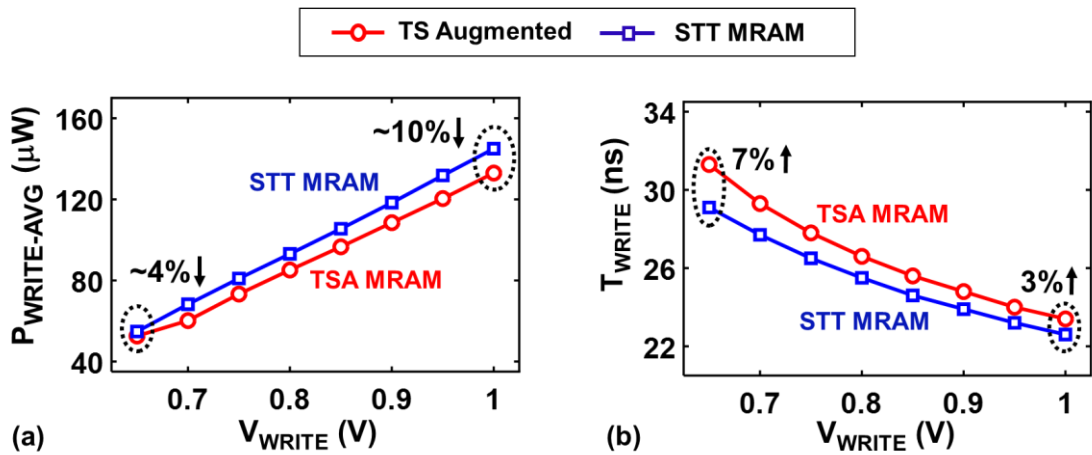 TS Augmented STT MRAM
P_WRITE-AVG (μW)
160
120
80
40
~10%↓
STT MRAM
~4%↓
TSA MRAM
0.7 0.8 0.9 1
V_WRITE (V)
(a)
T_WRITE (ns)
34
30
26
22
7%↑
TSA MRAM
3%↑
STT MRAM
0.7 0.8 0.9 1
V_WRITE (V)
(b)